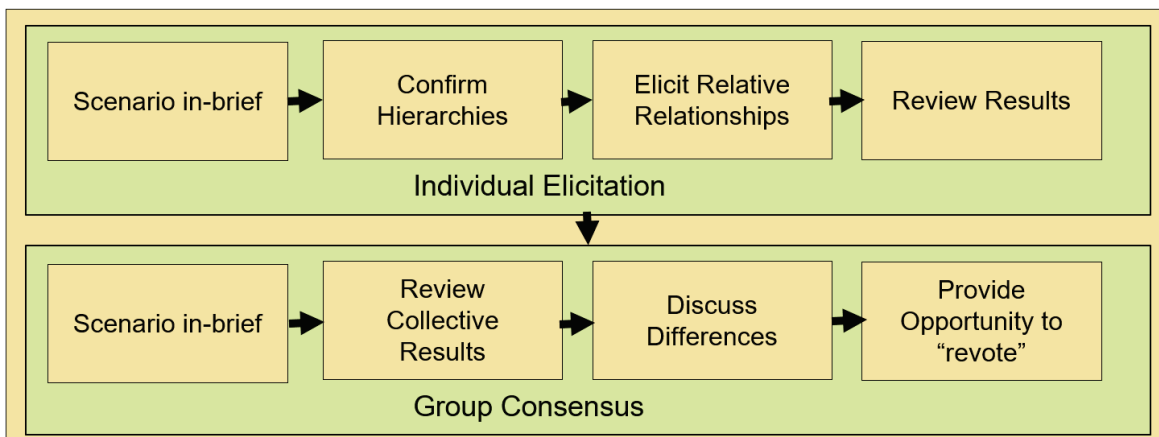 Scenario in-brief
Confirm
Hierarchies
Elicit Relative
Relationships
Review Results
Individual Elicitation
Scenario in-brief
Review
Collective
Results
Discuss
Differences
Provide
Opportunity to
“revote”
Group Consensus